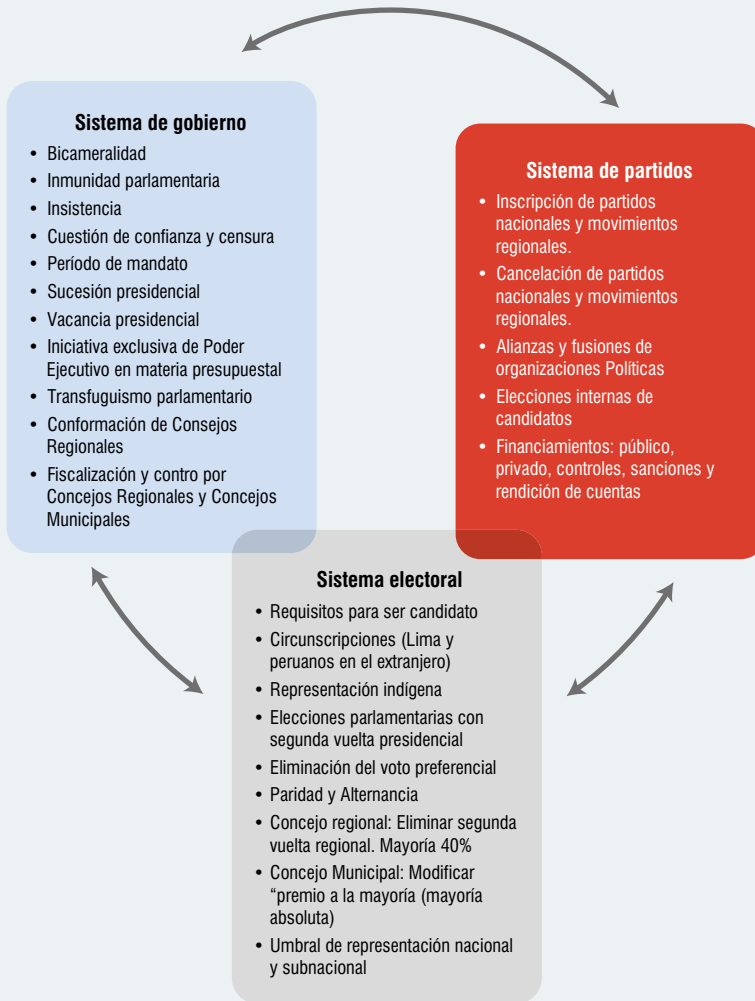 Sistema de gobierno
• Bicameralidad
• Inmunidad parlamentaria
• Insistencia
• Cuestión de confianza y censura
• Período de mandato
• Sucesión presidencial
• Vacancia presidencial
• Iniciativa exclusiva de Poder
Ejecutivo en materia presupuestal
• Transfuguismo parlamentario
• Conformación de Consejos
Regionales
• Fiscalización y contro por
Concejos Regionales y Concejos
Municipales
Sistema de partidos
• Inscripción de partidos
nacionales y movimientos
regionales.
• Cancelación de partidos
nacionales y movimientos
regionales.
• Alianzas y fusiones de
organizaciones Políticas
• Elecciones internas de
candidatos
• Financiamientos: público,
privado, controles, sanciones y
rendición de cuentas
Sistema electoral
• Requisitos para ser candidato
• Circunscripciones (Lima y
peruanos en el extranjero)
• Representación indígena
• Elecciones parlamentarias con
segunda vuelta presidencial
• Eliminación del voto preferencial
• Paridad y Alternancia
• Concejo regional: Eliminar segunda
vuelta regional. Mayoría 40%
• Concejo Municipal: Modificar
“premio a la mayoría (mayoría
absoluta)
• Umbral de representación nacional
y subnacional